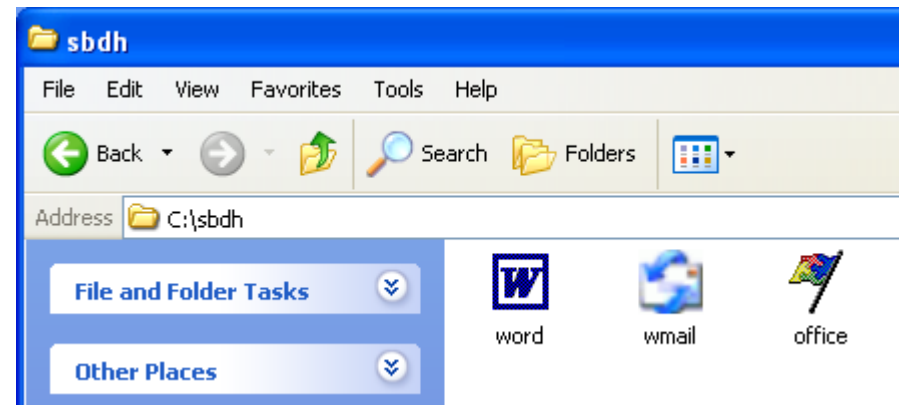 sbdh
File Edit View Favorites Tools Help
Back Search Folders
Address C:\sbdh
File and Folder Tasks
Other Places
W
word wmail office